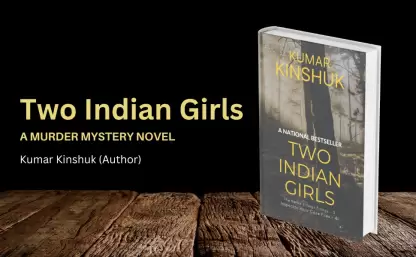 Two Indian Girls
A MURDER MYSTERY NOVEL
Kumar Kinshuk (Author)
KUMAR
KINSHUK
A NATIONAL BESTSELLER
TWO
INDIAN
GIRLS